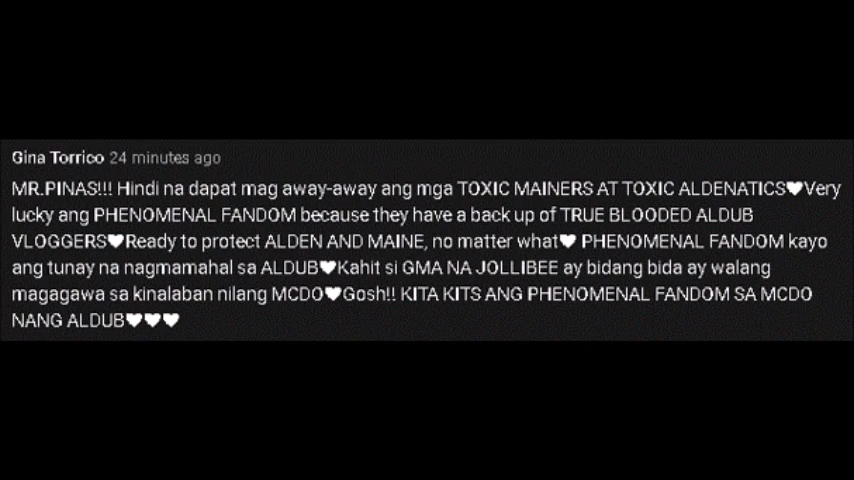 Gina Torrico 24 minutes ago
MR.PINAS!!! Hindi na dapat mag away-away ang mga TOXIC MAINERS AT TOXIC ALDENATICS🖤Very
lucky ang PHENOMENAL FANDOM because they have a back up of TRUE BLOODED ALDUB
VLOGGERS🖤Ready to protect ALDEN AND MAINE, no matter what🖤 PHENOMENAL FANDOM kayo
ang tunay na nagmamahal sa ALDUB🖤Kahit si GMA NA JOLLIBEE ay bidang bida ay walang
magagawa sa kinalaban nilang MCDO🖤Gosh!! KITA KITS ANG PHENOMENAL FANDOM SA MCDO
NANG ALDUB🖤🖤🖤